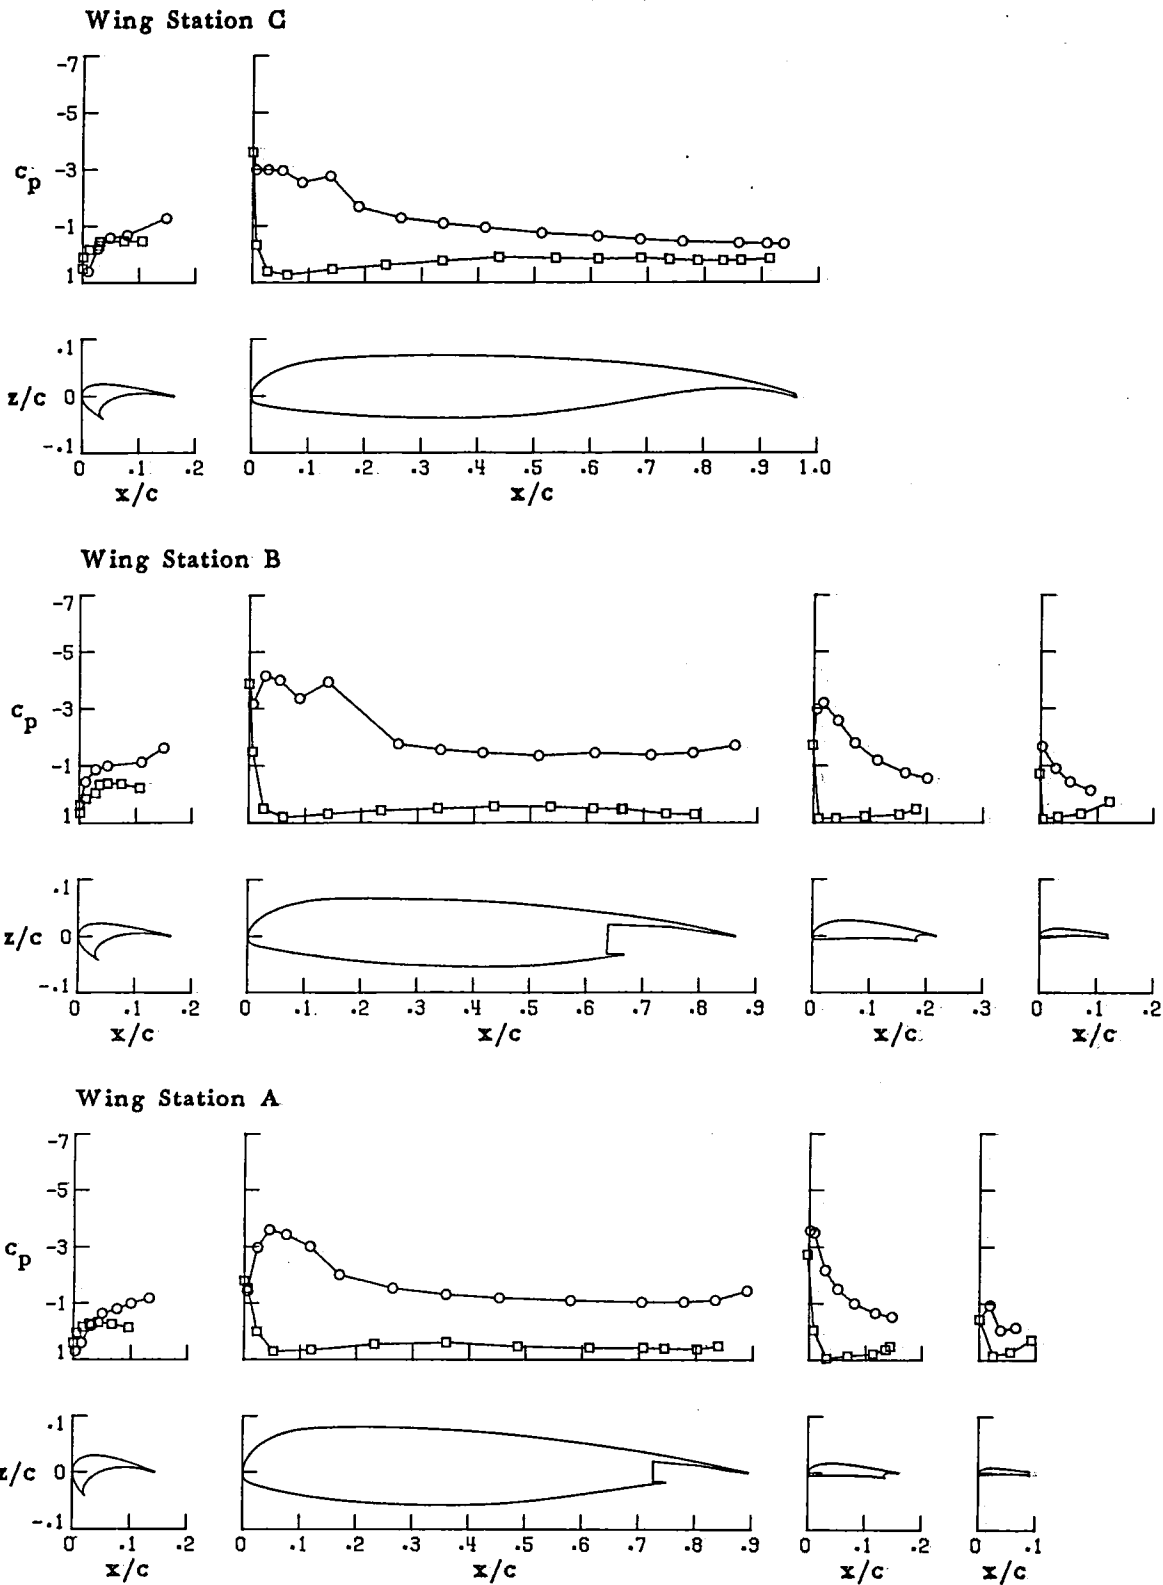 Wing Station C
-7
-5
c_p -3
-1
1
.1
z/c 0
-.1
0 .1 .2 0 .1 .2 .3 .4 .5 .6 .7 .8 .9 1.0
x/c x/c
Wing Station B
-7
-5
c_p -3
-1
1
.1
z/c 0
-.1
0 .1 .2 0 .1 .2 .3 .4 .5 .6 .7 .8 .9 0 .1 .2 .3 0 .1 .2
x/c x/c x/c x/c
Wing Station A
-7
-5
c_p -3
-1
1
.1
z/c 0
-.1
0 .1 .2 0 .1 .2 .3 .4 .5 .6 .7 .8 .9 0 .1 .2 0 .1
x/c x/c x/c x/c